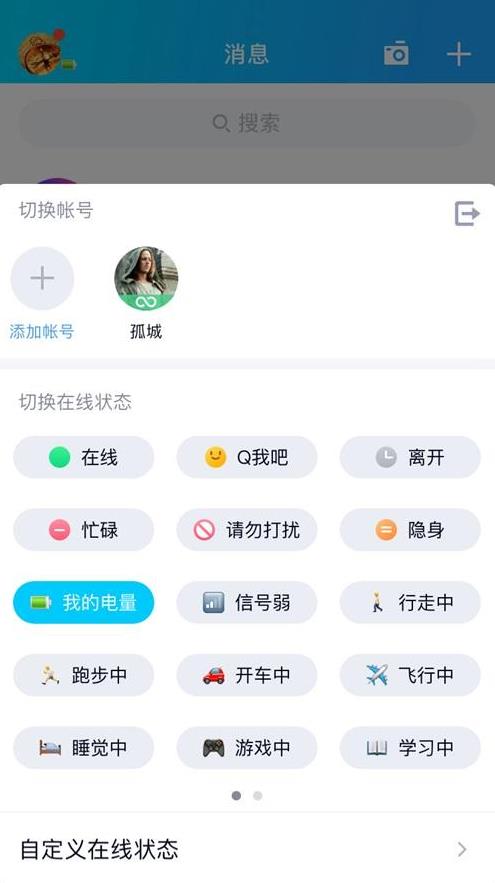 消息
搜索
切换帐号
添加帐号
孤城
切换在线状态
在线 Q我吧 离开
忙碌 请勿打扰 隐身
我的电量 信号弱 行走中
跑步中 开车中 飞行中
睡觉中 游戏中 学习中
自定义在线状态